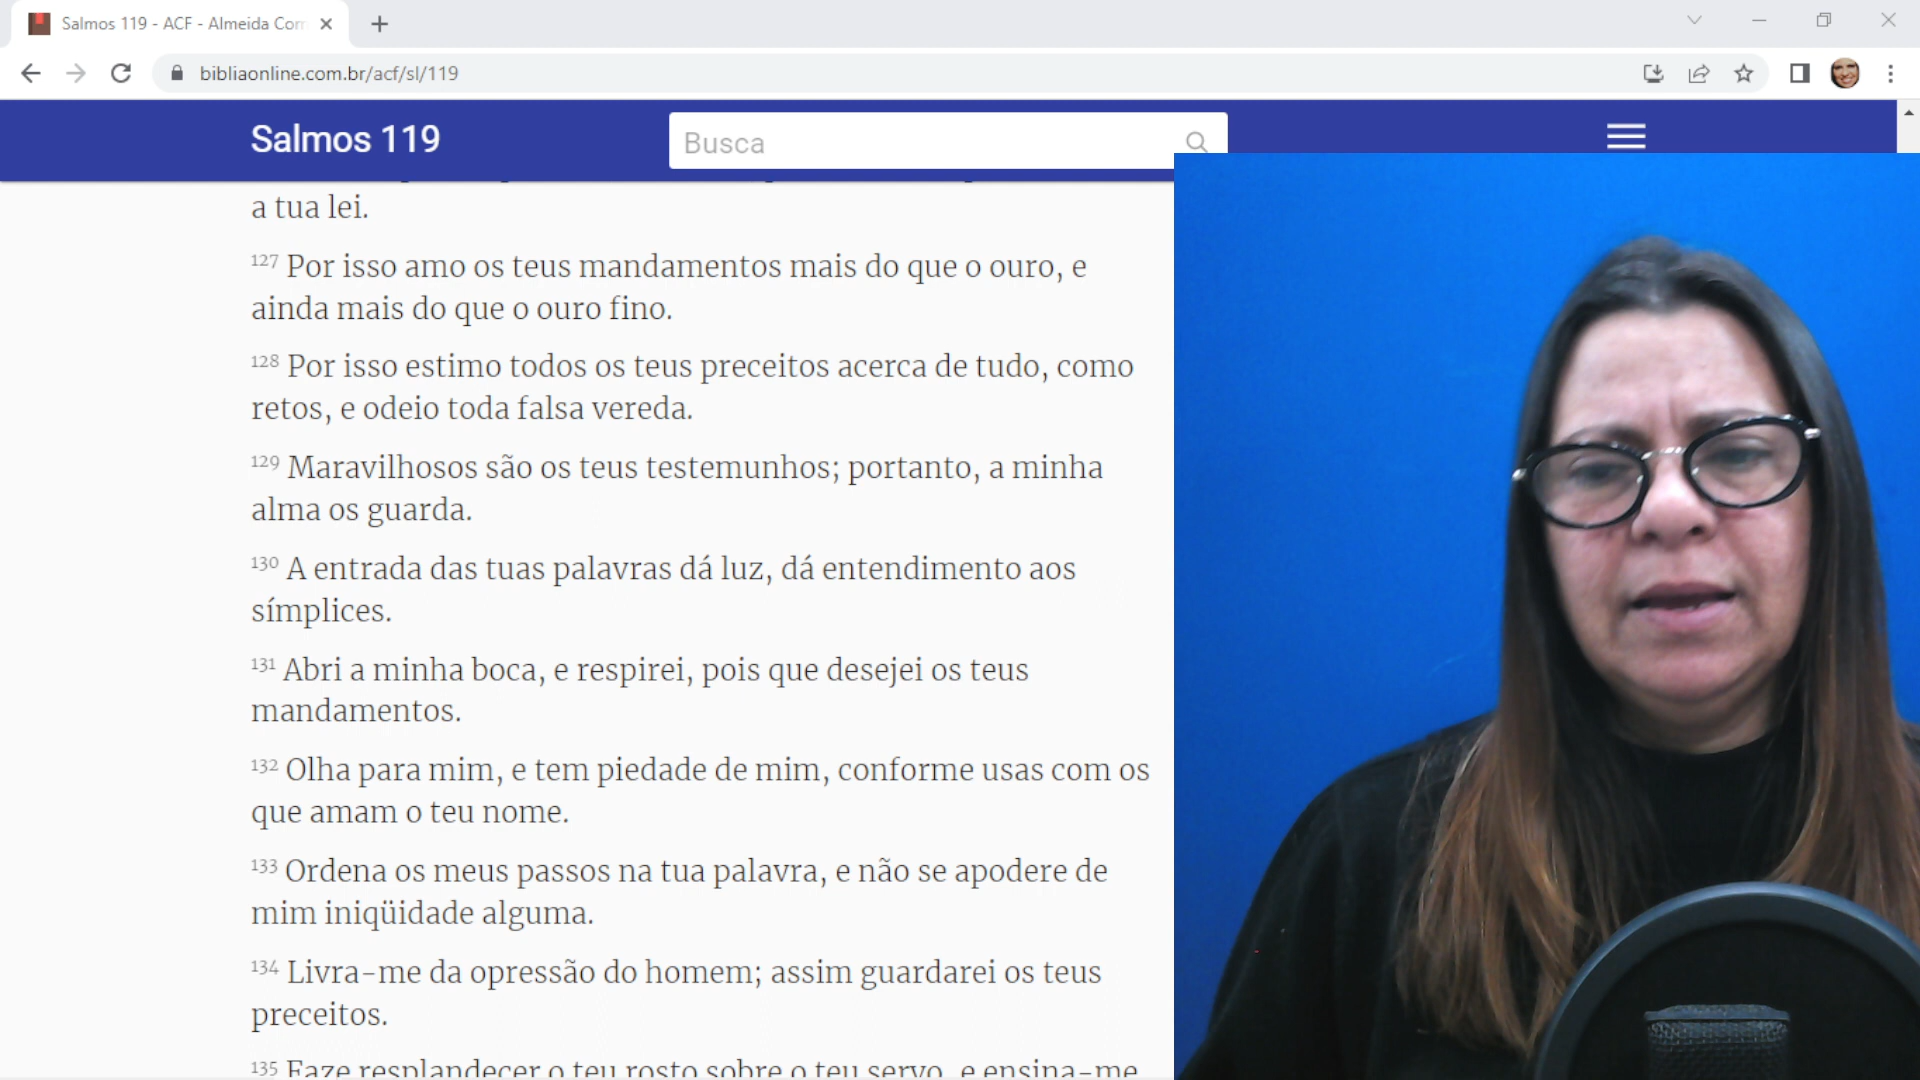 Salmos 119 - ACF - Almeida Corr
bibliaonline.com.br/acf/sl/119
Salmos 119
Busca
a tua lei.
127 Por isso amo os teus mandamentos mais do que o ouro, e
ainda mais do que o ouro fino.
128 Por isso estimo todos os teus preceitos acerca de tudo, como
retos, e odeio toda falsa vereda.
129 Maravilhosos são os teus testemunhos; portanto, a minha
alma os guarda.
130 A entrada das tuas palavras dá luz, dá entendimento aos
símplices.
131 Abri a minha boca, e respirei, pois que desejei os teus
mandamentos.
132 Olha para mim, e tem piedade de mim, conforme usas com os
que amam o teu nome.
133 Ordena os meus passos na tua palavra, e não se apodere de
mim iniqüidade alguma.
134 Livra-me da opressão do homem; assim guardarei os teus
preceitos.
135 Faze resplandecer o teu rosto sobre o teu servo, e ensina-me